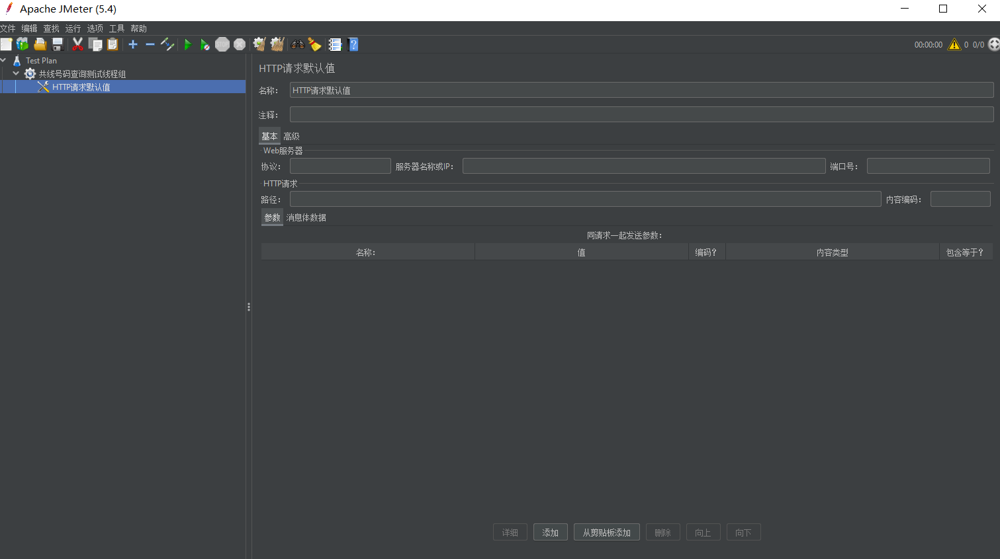 Apache JMeter (5.4)
文件 编辑 查找 运行 选项 工具 帮助
00:00:00 0 0/0
Test Plan
共线号码查询测试线程组
HTTP请求默认值
HTTP请求默认值
名称： HTTP请求默认值
注释：
基本 高级
Web服务器
协议： 服务器名称或IP： 端口号：
HTTP请求
路径： 内容编码：
参数 消息体数据
同请求一起发送参数：
名称： 值 编码？ 内容类型 包含等于？
详细 添加 从剪贴板添加 删除 向上 向下